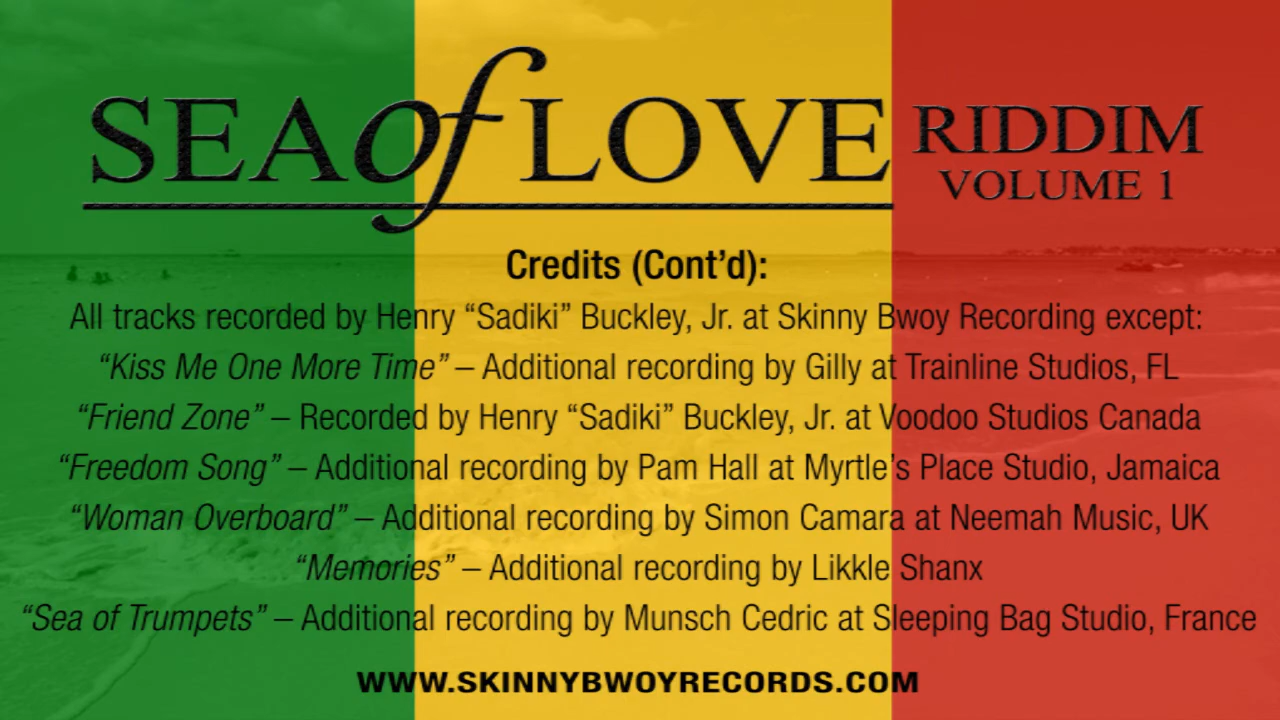 SEA of LOVE RIDDIM
VOLUME 1
Credits (Cont’d):
All tracks recorded by Henry “Sadiki” Buckley, Jr. at Skinny Bwoy Recording except:
“Kiss Me One More Time” – Additional recording by Gilly at Trainline Studios, FL
“Friend Zone” – Recorded by Henry “Sadiki” Buckley, Jr. at Voodoo Studios Canada
“Freedom Song” – Additional recording by Pam Hall at Myrtle’s Place Studio, Jamaica
“Woman Overboard” – Additional recording by Simon Camara at Neemah Music, UK
“Memories” – Additional recording by Likkle Shanx
“Sea of Trumpets” – Additional recording by Munsch Cedric at Sleeping Bag Studio, France
WWW.SKINNYBWOYRECORDS.COM